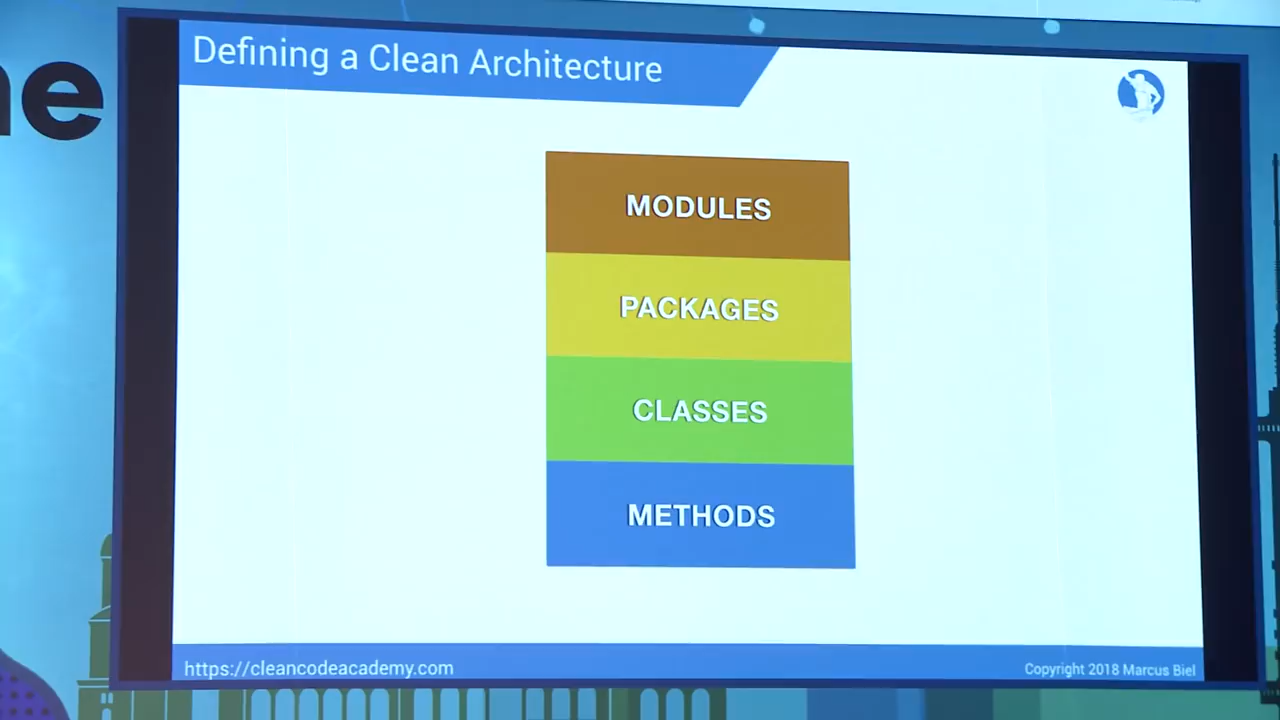 Defining a Clean Architecture
MODULES
PACKAGES
CLASSES
METHODS
https://cleancodeacademy.com
Copyright 2018 Marcus Biel